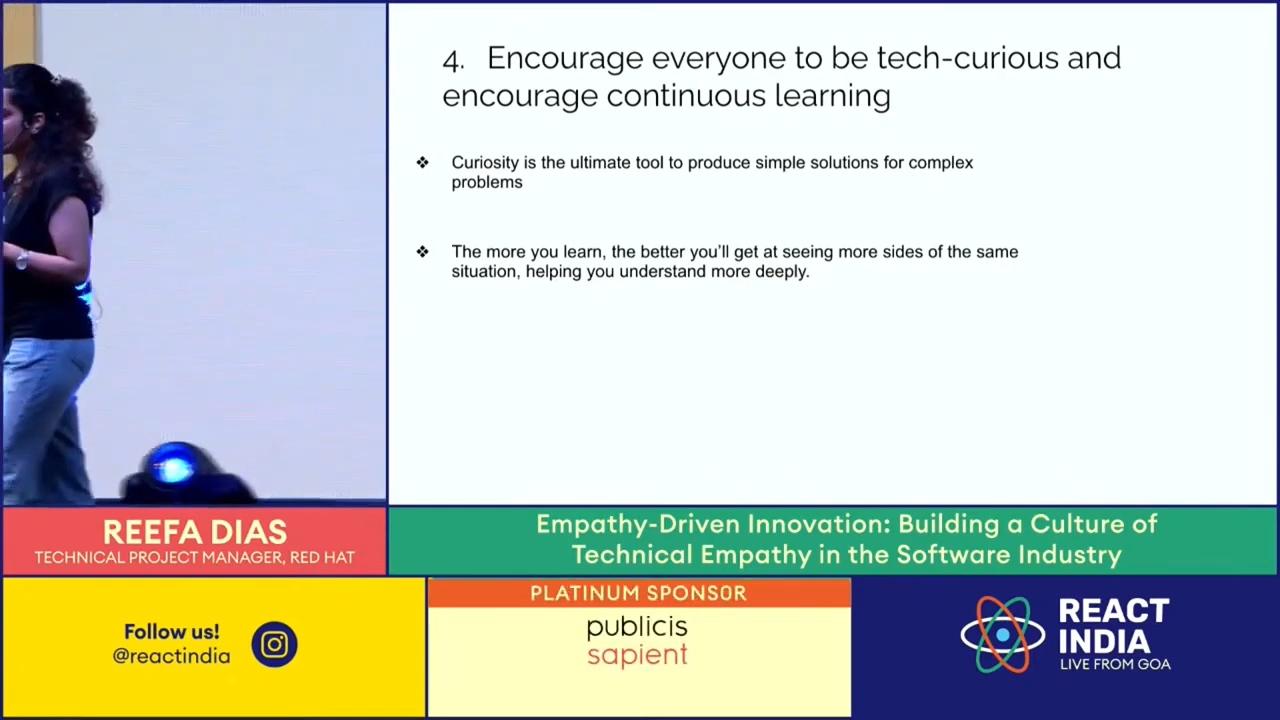 4. Encourage everyone to be tech-curious and
encourage continuous learning
❖ Curiosity is the ultimate tool to produce simple solutions for complex
problems
❖ The more you learn, the better you’ll get at seeing more sides of the same
situation, helping you understand more deeply.
REEFA DIAS
TECHNICAL PROJECT MANAGER, RED HAT
Empathy-Driven Innovation: Building a Culture of
Technical Empathy in the Software Industry
Follow us!
@reactindia
PLATINUM SPONSOR
publicis
sapient
REACT
INDIA
LIVE FROM GOA